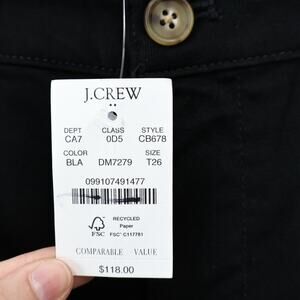 J.CREW
DEPT CLASS STYLE
CA7 0D5 CB678
COLOR SIZE
BLA DM7279 T26
099107491477
FSC
RECYCLED
Paper
FSC® C117781
COMPARABLE VALUE
$118.00